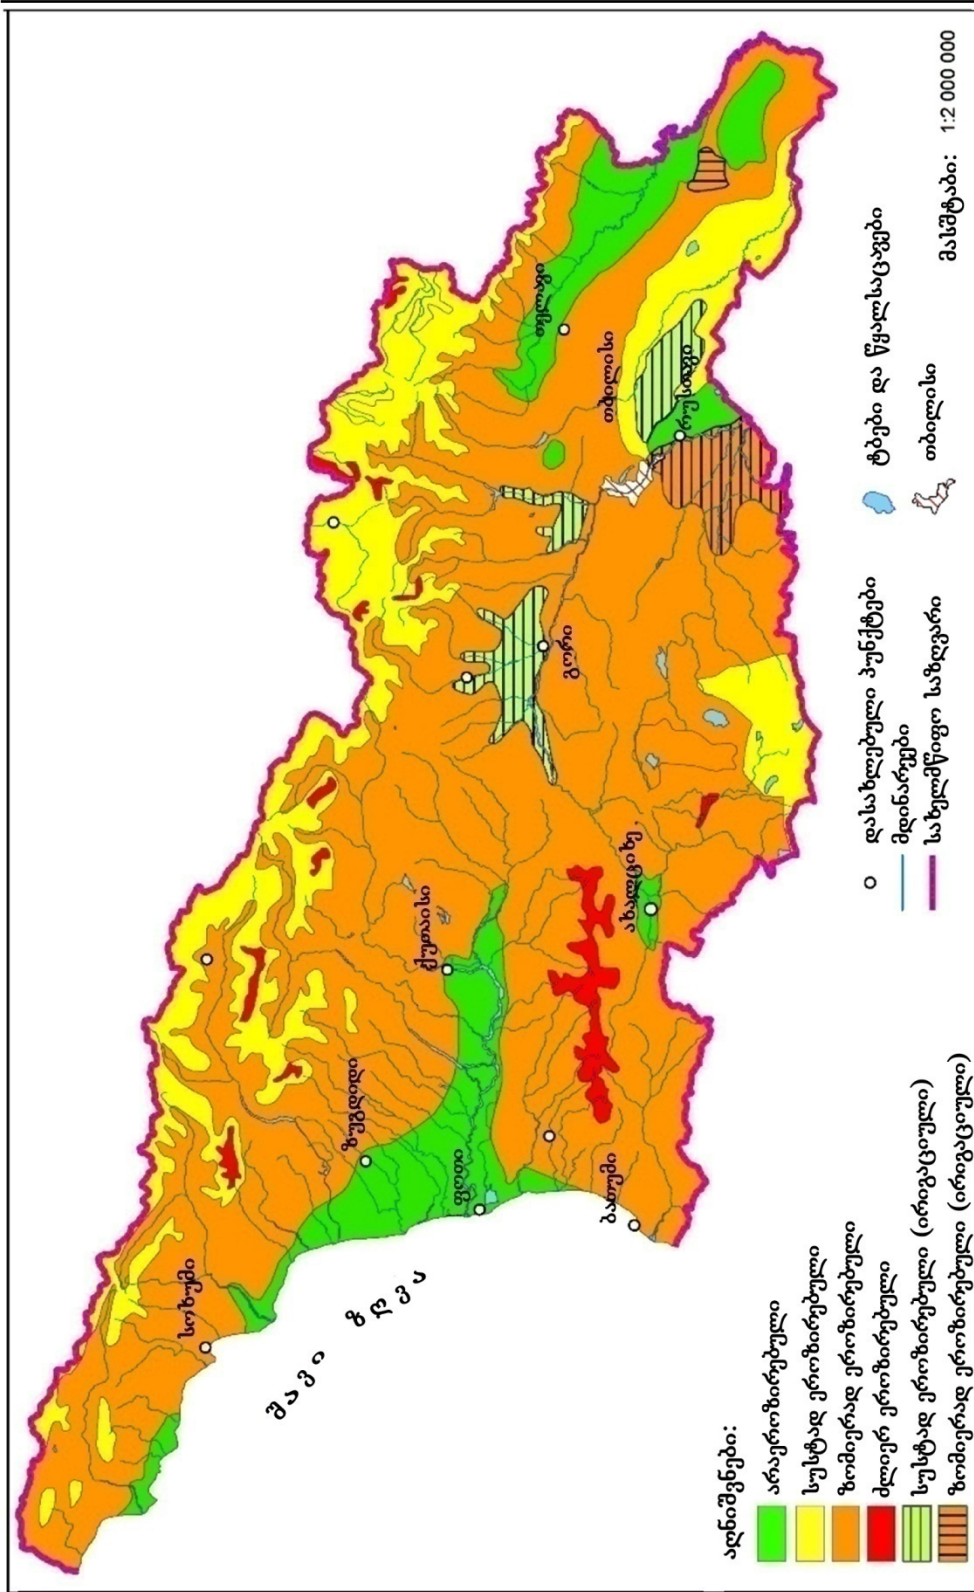 სოხუმი
ზუგდიდი
ქუთაისი
ფოთი
ბათუმი
ახალციხე
გორი
თბილისი
რუსთავი
თელავი
შავი ზღვა
აღნიშვნები:
არაეროზირებული
სუსტად ეროზირებული
ზომიერად ეროზირებული
ძლიერ ეროზირებული
სუსტად ეროზირებული (ირიგაციული)
ზომიერად ეროზირებული (ირიგაციული)
დასახლებული პუნქტები
მდინარეები
სახელმწიფო საზღვარი
ტბები და წყალსაცავები
თბილისი
მასშტაბი: 1:2 000 000